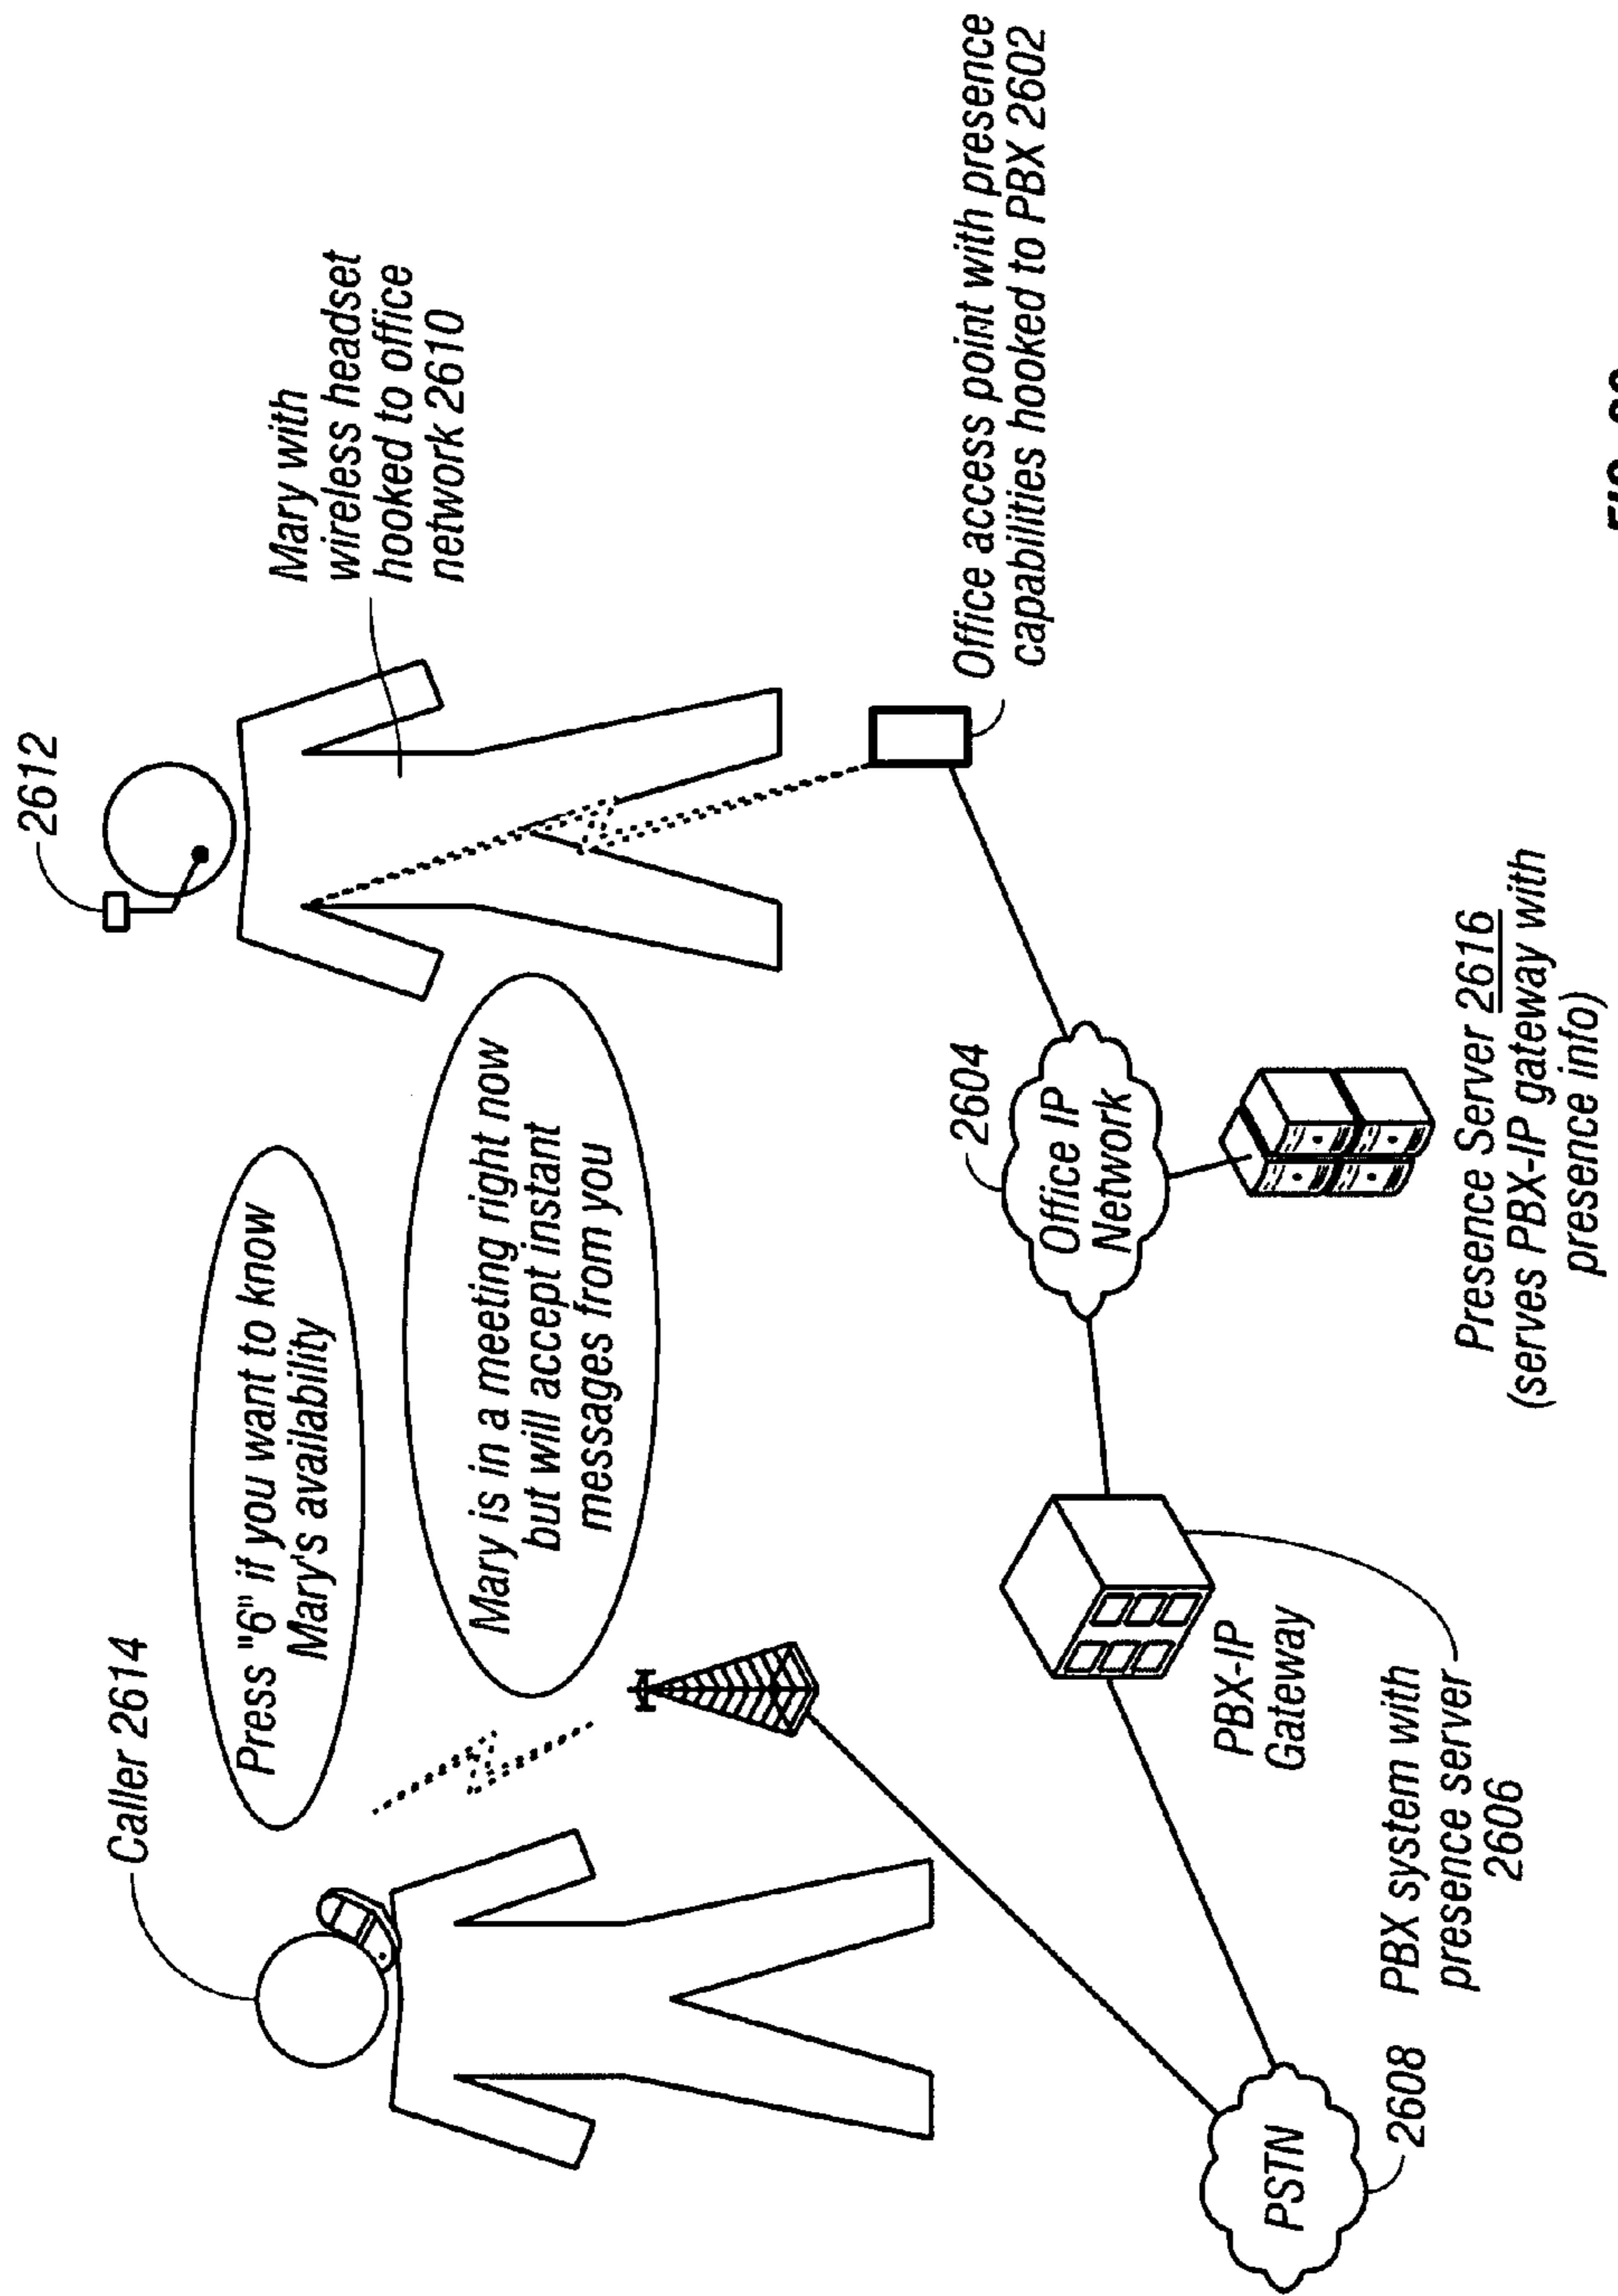 Caller 2614
Press "6" if you want to know
Mary's availability
Mary is in a meeting right now
but will accept instant
messages from you
2612
Mary with
wireless headset
hooked to office
network 2610
Office access point with presence
capabilities hooked to PBX 2602
2604
Office IP
Network
PBX-IP
Gateway
PSTN
2608
PBX system with
presence server
2606
Presence Server 2616
(serves PBX-IP gateway with
presence info)